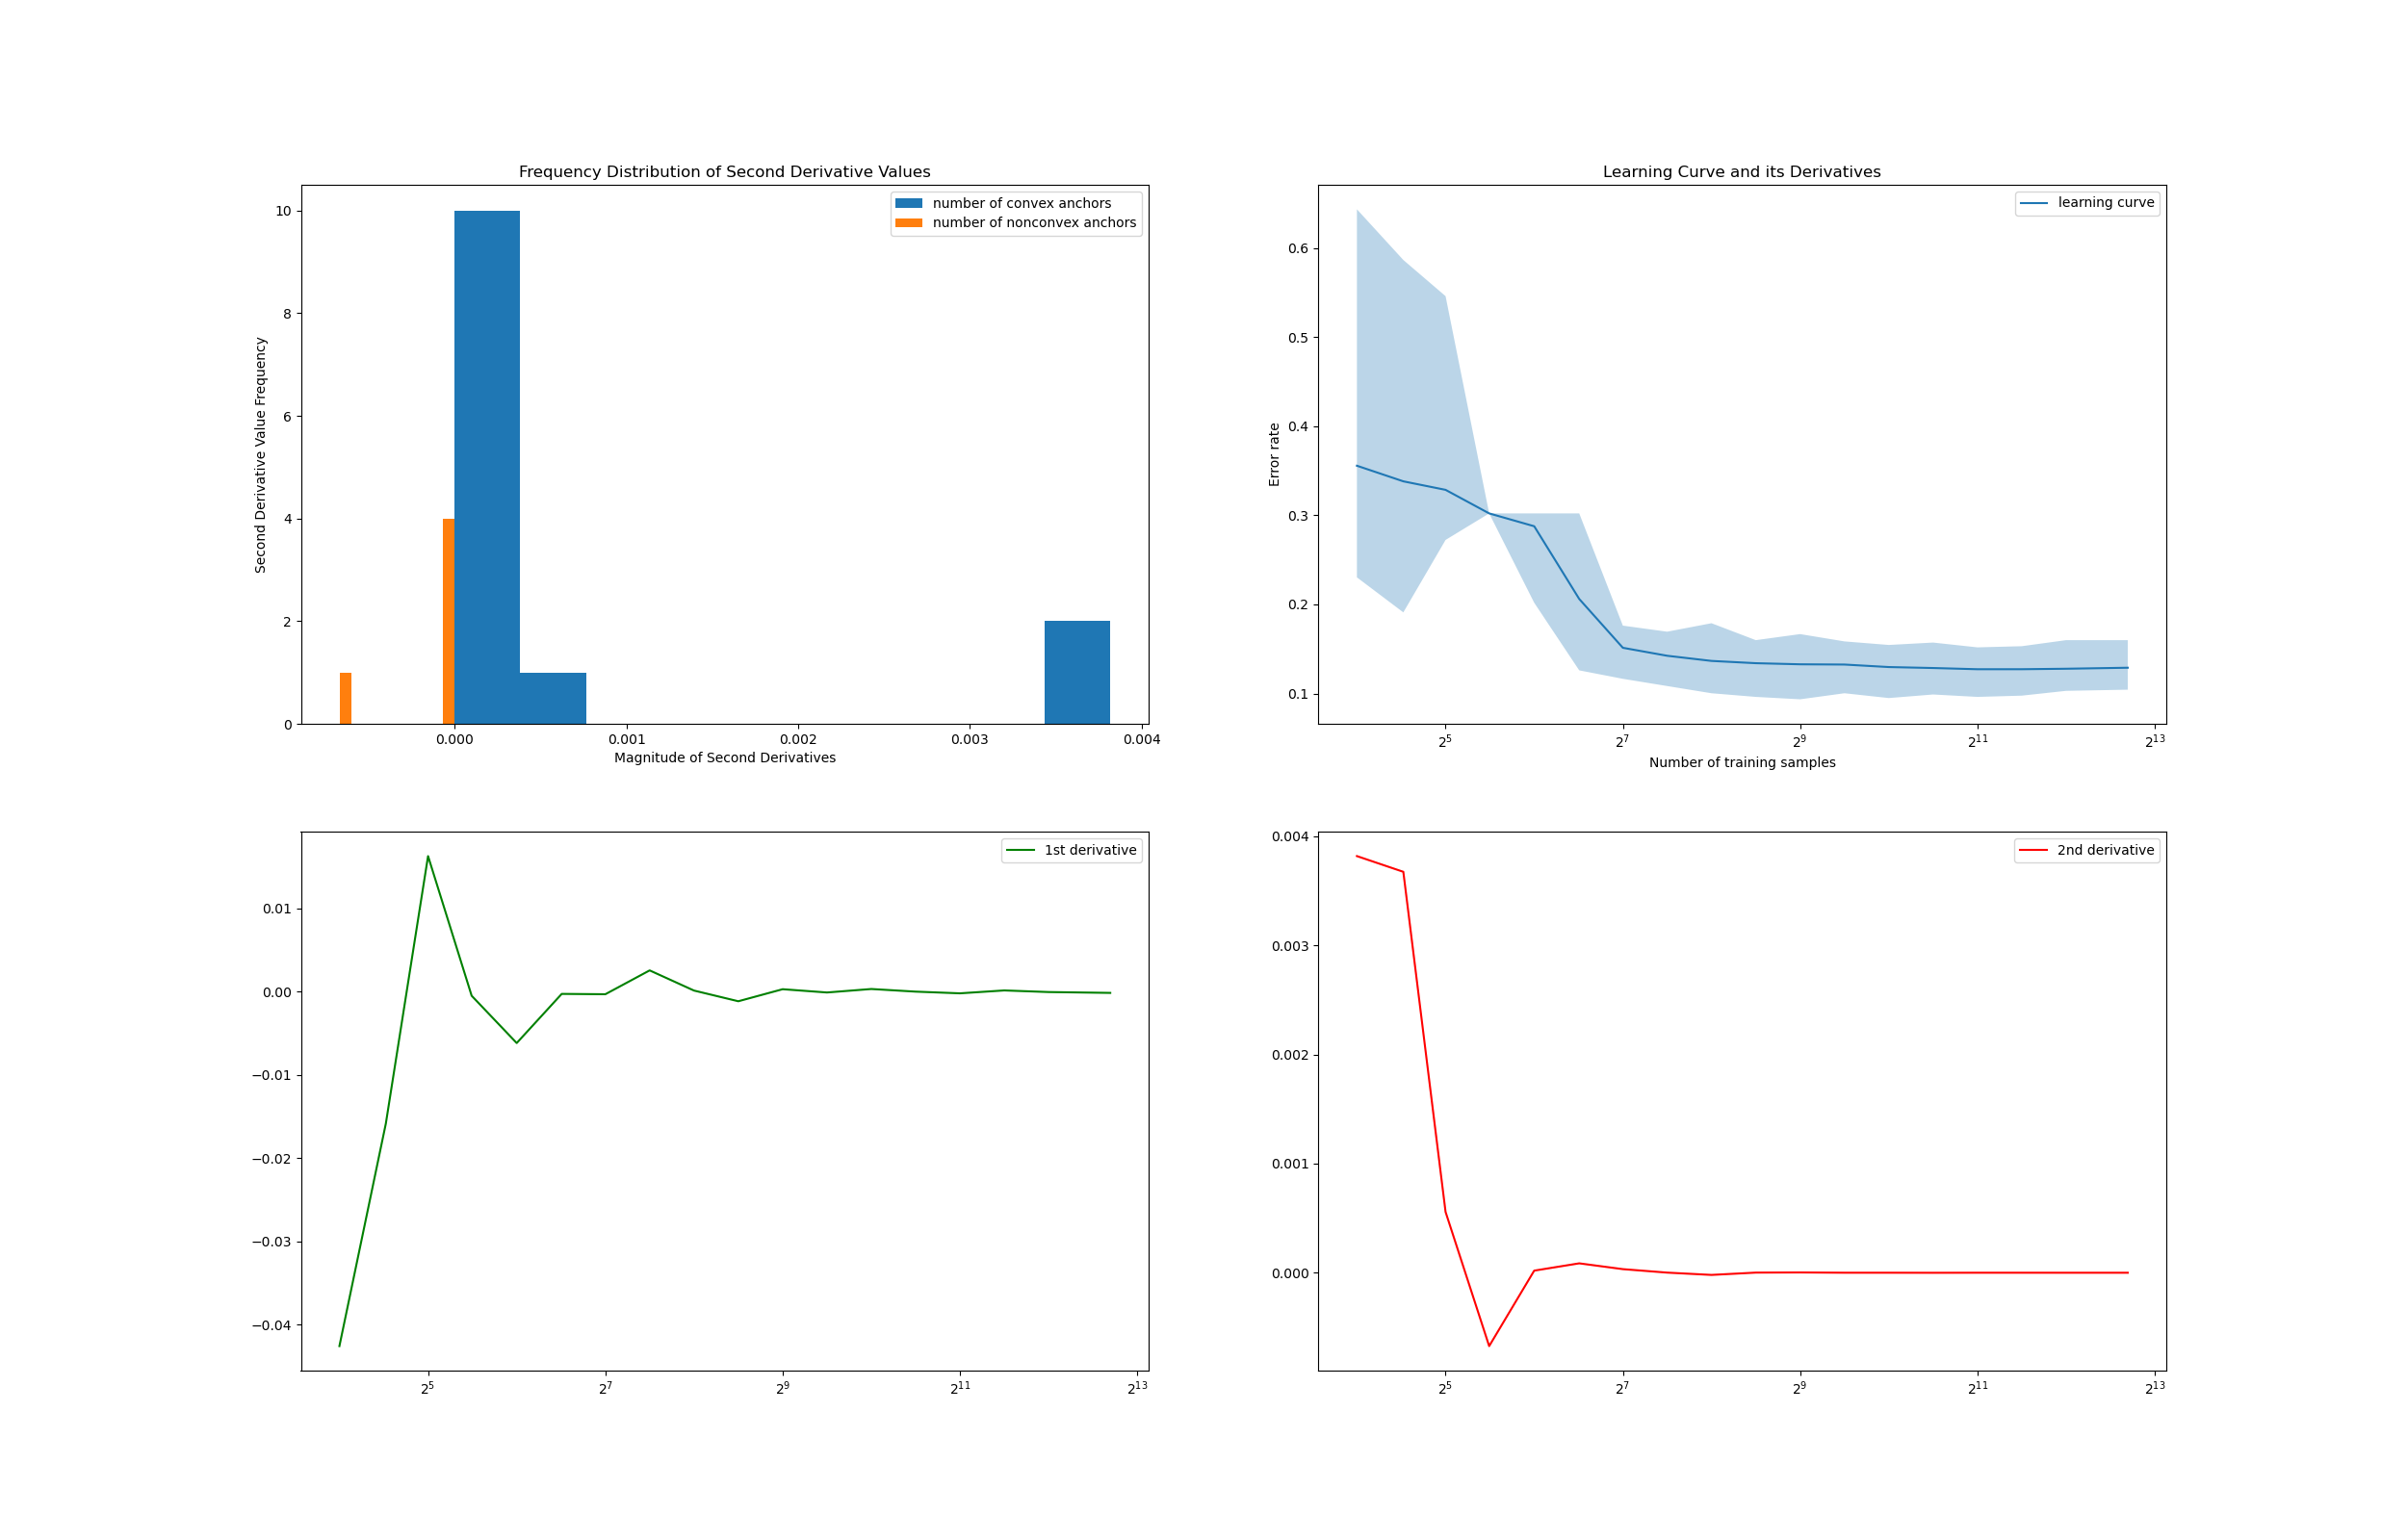 Frequency Distribution of Second Derivative Values
number of convex anchors
number of nonconvex anchors
10
8
6
4
2
0
Second Derivative Value Frequency
0.000 0.001 0.002 0.003 0.004
Magnitude of Second Derivatives
Learning Curve and its Derivatives
learning curve
0.6
0.5
0.4
0.3
0.2
0.1
Error rate
2^5 2^7 2^9 2^11 2^13
Number of training samples
1st derivative
0.01
0.00
−0.01
−0.02
−0.03
−0.04
2^5 2^7 2^9 2^11 2^13
2nd derivative
0.004
0.003
0.002
0.001
0.000
2^5 2^7 2^9 2^11 2^13